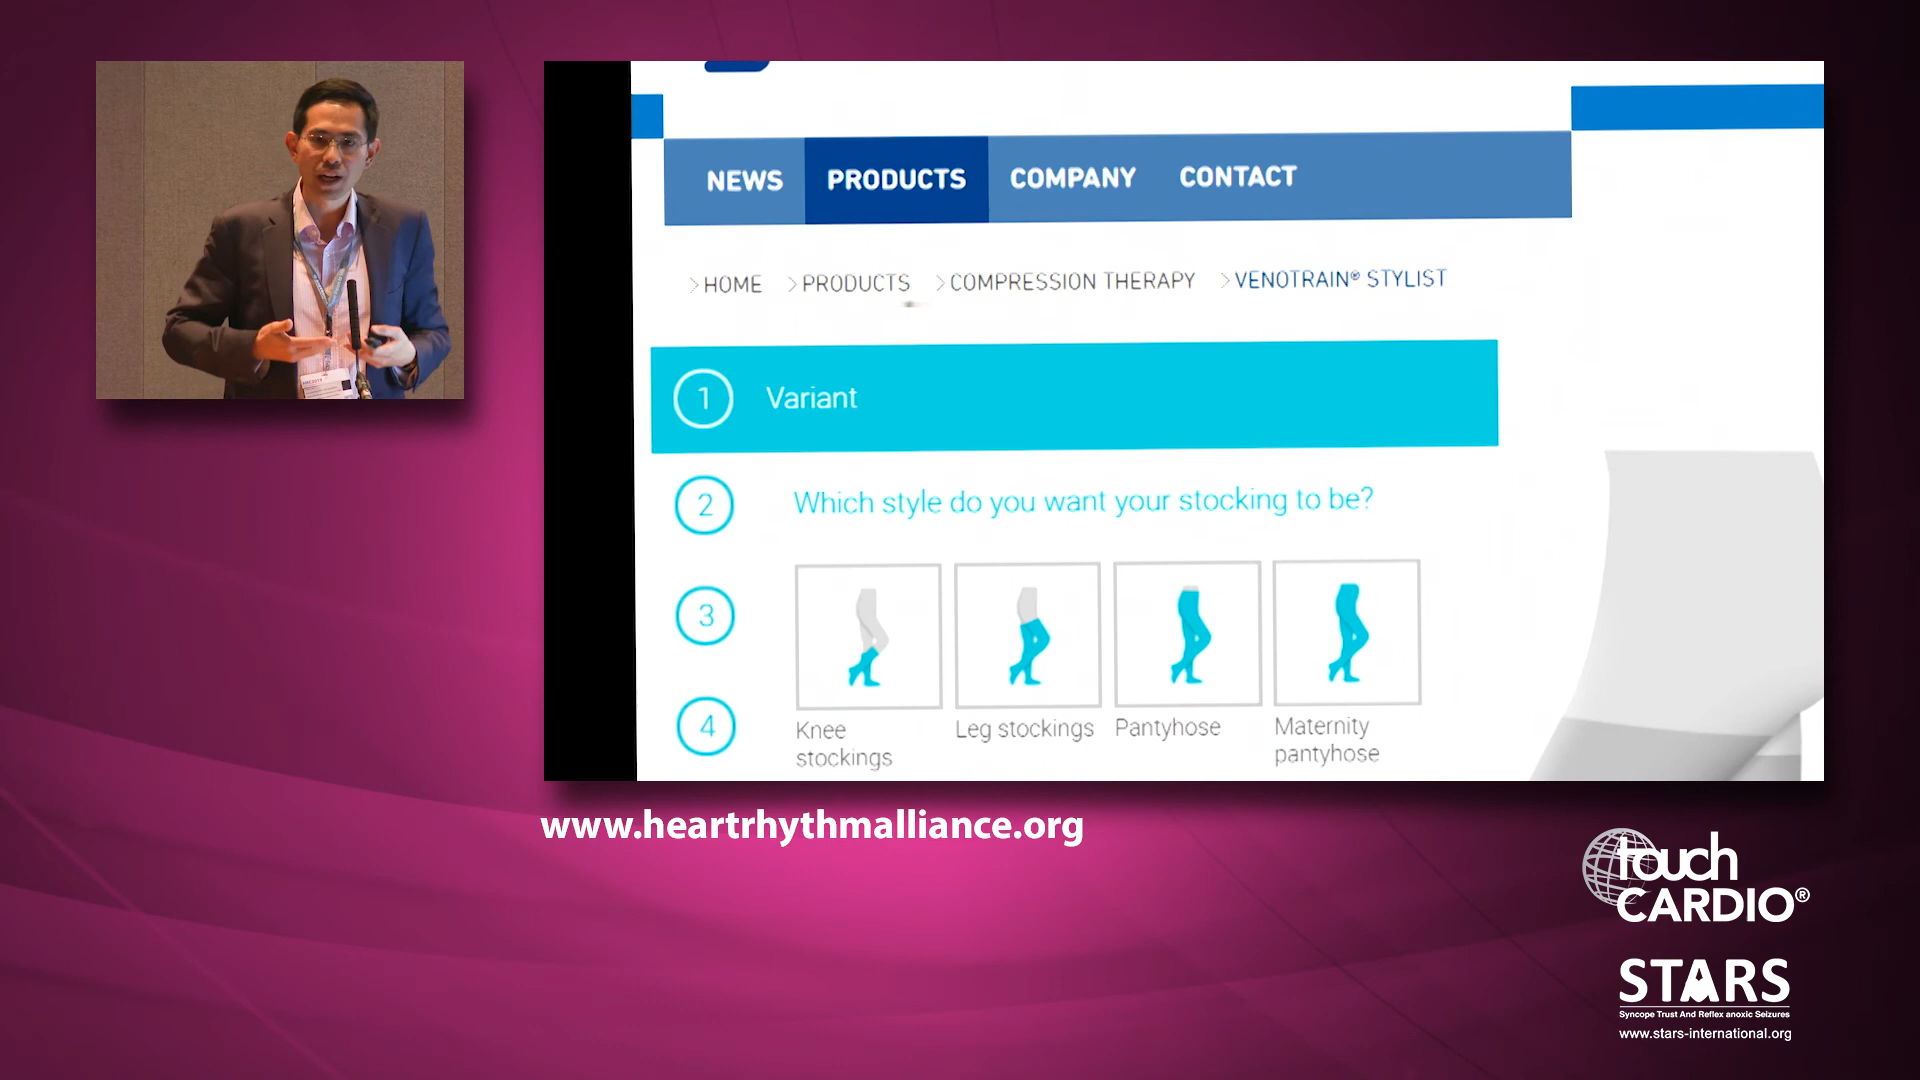 NEWS PRODUCTS COMPANY CONTACT
>HOME >PRODUCTS >COMPRESSION THERAPY >VENOTRAIN® STYLIST
1 Variant
2 Which style do you want your stocking to be?
3
4
Knee
stockings
Leg stockings
Pantyhose
Maternity
pantyhose
www.heartrhythmalliance.org
touch
CARDIO®
STARS
Syncope Trust And Reflex anoxic Seizures
www.stars-international.org